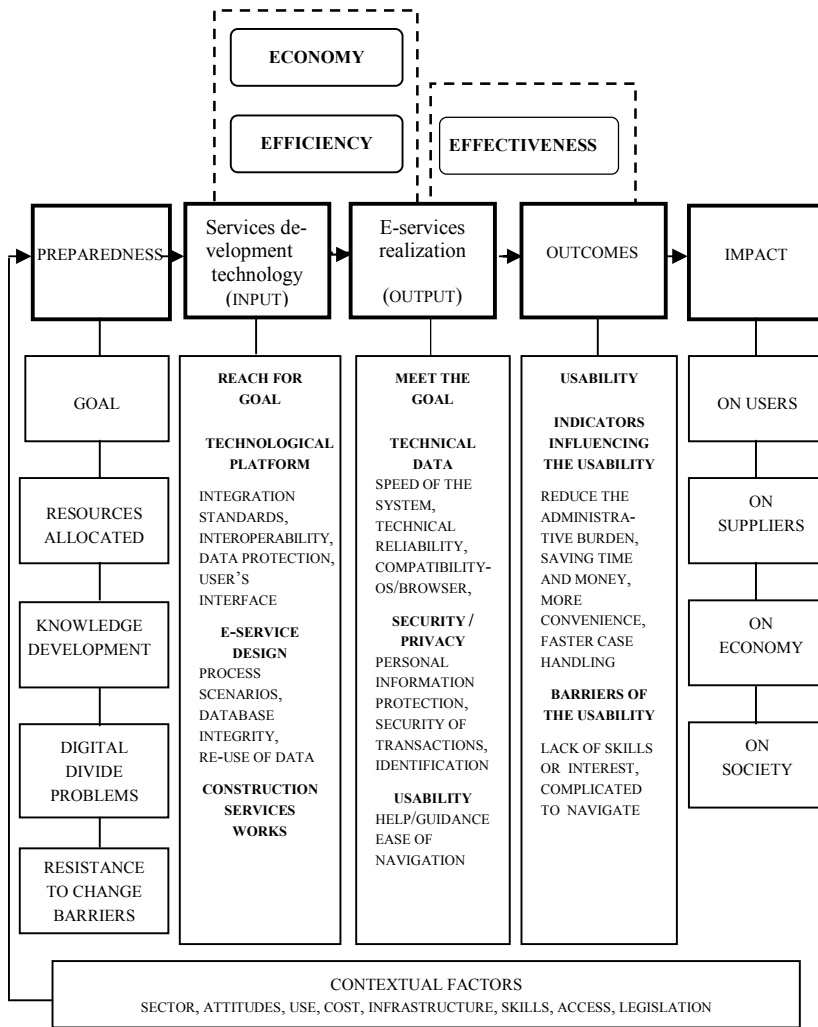 ECONOMY
EFFICIENCY
EFFECTIVENESS
PREPAREDNESS
Services de-
velopment
technology
(INPUT)
E-services
realization
(OUTPUT)
OUTCOMES
IMPACT
GOAL
RESOURCES
ALLOCATED
KNOWLEDGE
DEVELOPMENT
DIGITAL
DIVIDE
PROBLEMS
RESISTANCE
TO CHANGE
BARRIERS
REACH FOR
GOAL
TECHNOLOGICAL
PLATFORM
INTEGRATION
STANDARDS,
INTEROPERABILITY,
DATA PROTECTION,
USER'S
INTERFACE
E-SERVICE
DESIGN
PROCESS
SCENARIOS,
DATABASE
INTEGRITY,
RE-USE OF DATA
CONSTRUCTION
SERVICES
WORKS
MEET THE
GOAL
TECHNICAL
DATA
SPEED OF THE
SYSTEM,
TECHNICAL
RELIABILITY,
COMPATIBILITY-
OS/BROWSER,
SECURITY /
PRIVACY
PERSONAL
INFORMATION
PROTECTION,
SECURITY OF
TRANSACTIONS,
IDENTIFICATION
USABILITY
HELP/GUIDANCE
EASE OF
NAVIGATION
USABILITY
INDICATORS
INFLUENCING
THE USABILITY
REDUCE THE
ADMINISTRA-
TIVE BURDEN,
SAVING TIME
AND MONEY,
MORE
CONVENIENCE,
FASTER CASE
HANDLING
BARRIERS OF
THE USABILITY
LACK OF SKILLS
OR INTEREST,
COMPLICATED
TO NAVIGATE
ON USERS
ON
SUPPLIERS
ON
ECONOMY
ON
SOCIETY
CONTEXTUAL FACTORS
SECTOR, ATTITUDES, USE, COST, INFRASTRUCTURE, SKILLS, ACCESS, LEGISLATION